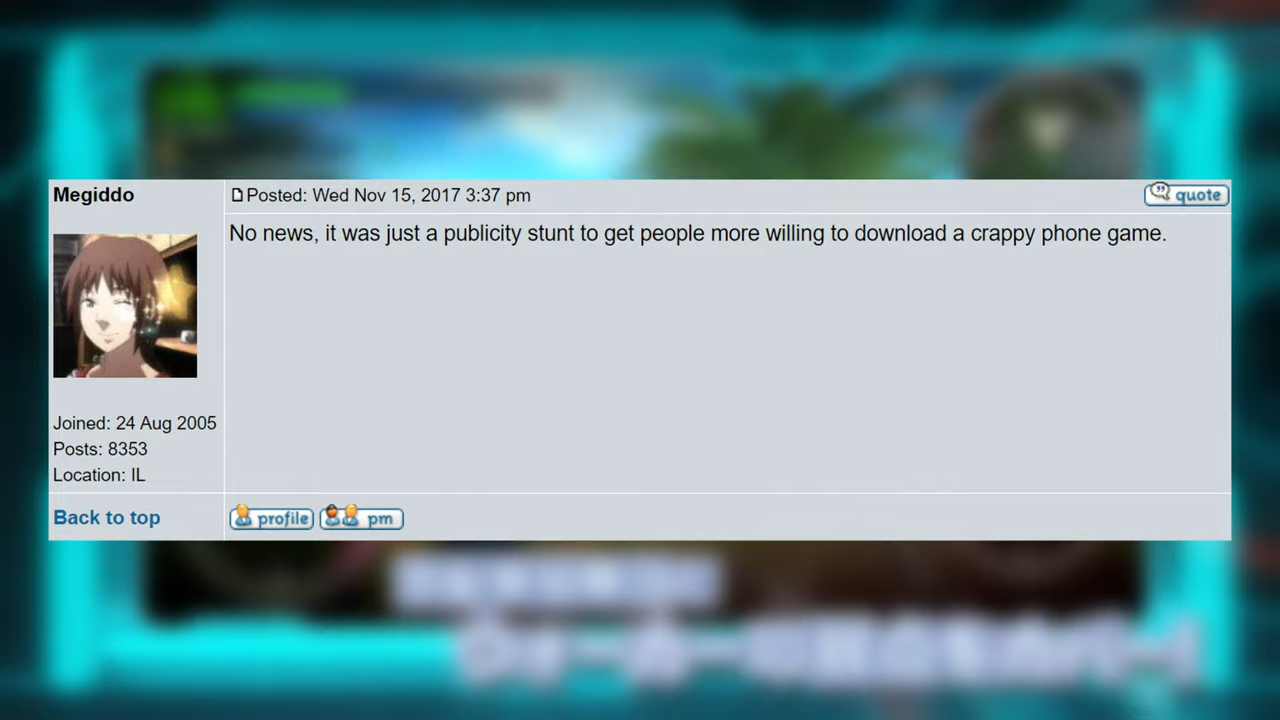 Megiddo
Posted: Wed Nov 15, 2017 3:37 pm
quote
No news, it was just a publicity stunt to get people more willing to download a crappy phone game.
Joined: 24 Aug 2005
Posts: 8353
Location: IL
Back to top
profile
pm